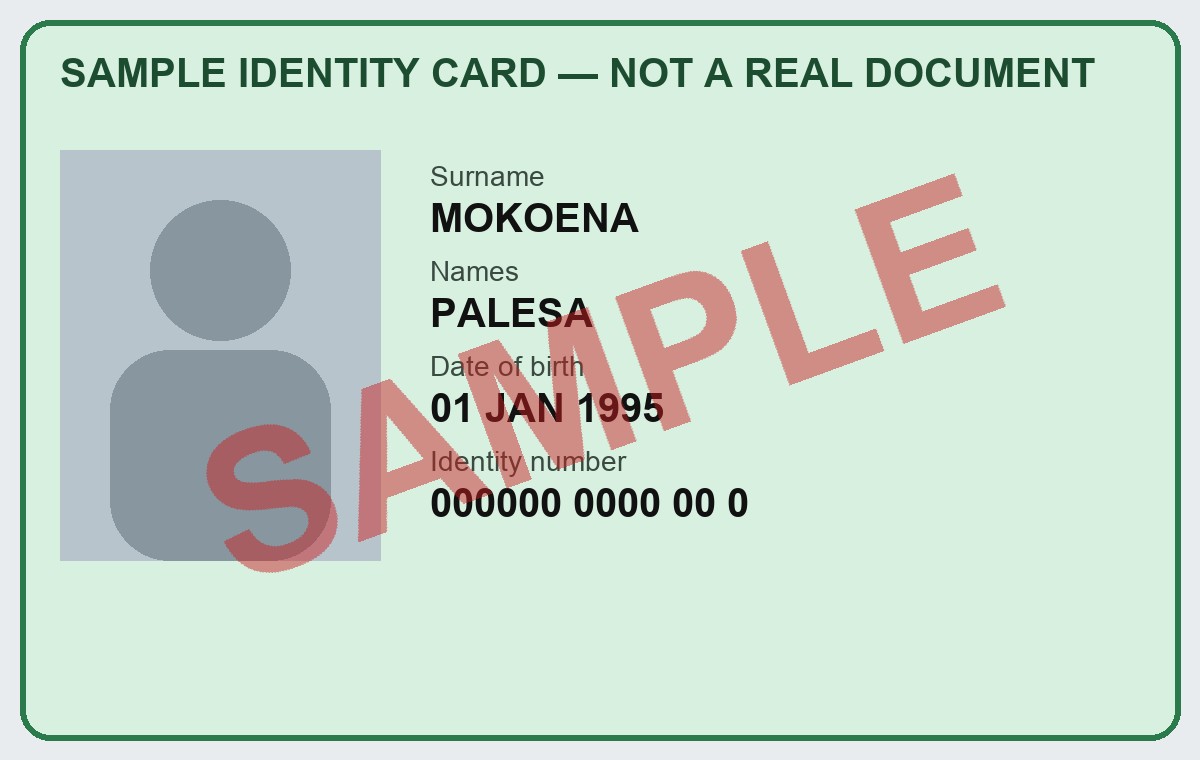 SAMPLE IDENTITY CARD — NOT A REAL DOCUMENT
Surname
MOKOENA
Names
PALESA
Date of birth
01 JAN 1995
Identity number
000000 0000 00 0
SAMPLE